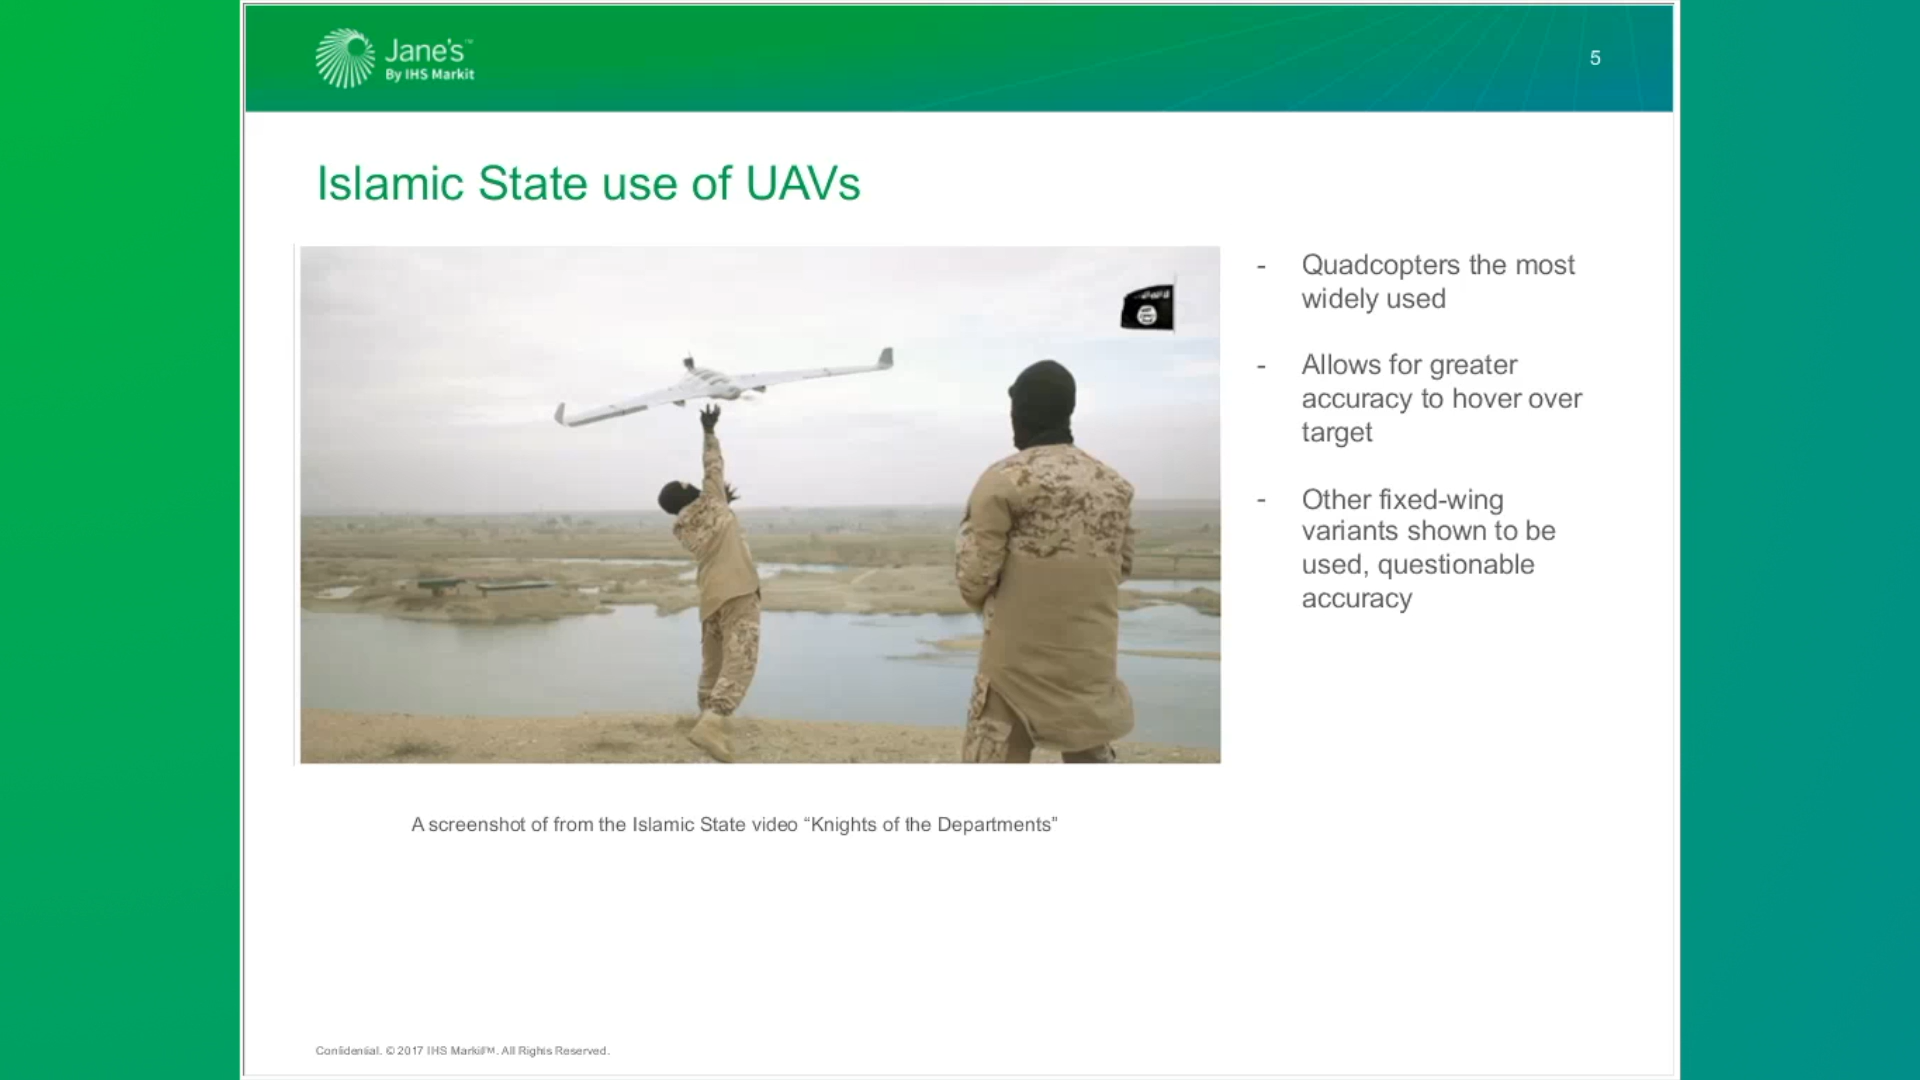 Jane's™
By IHS Markit
5
Islamic State use of UAVs
- Quadcopters the most
widely used
- Allows for greater
accuracy to hover over
target
- Other fixed-wing
variants shown to be
used, questionable
accuracy
A screenshot of from the Islamic State video “Knights of the Departments”
Confidential. © 2017 IHS Markit™. All Rights Reserved.